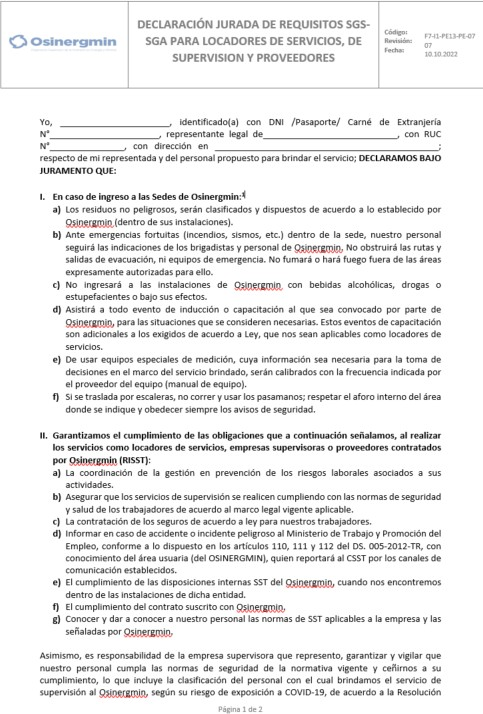 Osinergmin
DECLARACIÓN JURADA DE REQUISITOS SGS-
SGA PARA LOCADORES DE SERVICIOS, DE
SUPERVISION Y PROVEEDORES
Código: F7-I1-PE13-PE-07
Revisión: 07
Fecha: 10.10.2022
Yo, ____________________, identificado(a) con DNI /Pasaporte/ Carné de Extranjería
N°____________________, representante legal de____________________, con RUC
N°______________, con dirección en ______________________________;
respecto de mi representada y del personal propuesto para brindar el servicio; DECLARAMOS BAJO
JURAMENTO QUE:
I. En caso de ingreso a las Sedes de Osinergmin:
a) Los residuos no peligrosos, serán clasificados y dispuestos de acuerdo a lo establecido por
Osinergmin (dentro de sus instalaciones).
b) Ante emergencias fortuitas (incendios, sismos, etc.) dentro de la sede, nuestro personal
seguirá las indicaciones de los brigadistas y personal de Osinergmin. No obstruirá las rutas y
salidas de evacuación, ni equipos de emergencia. No fumará o hará fuego fuera de las áreas
expresamente autorizadas para ello.
c) No ingresará a las instalaciones de Osinergmin con bebidas alcohólicas, drogas o
estupefacientes o bajo sus efectos.
d) Asistirá a todo evento de inducción o capacitación al que sea convocado por parte de
Osinergmin, para las situaciones que se consideren necesarias. Estos eventos de capacitación
son adicionales a los exigidos de acuerdo a Ley, que nos sean aplicables como locadores de
servicios.
e) De usar equipos especiales de medición, cuya información sea necesaria para la toma de
decisiones en el marco del servicio brindado, serán calibrados con la frecuencia indicada por
el proveedor del equipo (manual de equipo).
f) Si se traslada por escaleras, no correr y usar los pasamanos; respetar el aforo interno del área
donde se indique y obedecer siempre los avisos de seguridad.
II. Garantizamos el cumplimiento de las obligaciones que a continuación señalamos, al realizar
los servicios como locadores de servicios, empresas supervisoras o proveedores contratados
por Osinergmin (RISST):
a) La coordinación de la gestión en prevención de los riesgos laborales asociados a sus
actividades.
b) Asegurar que los servicios de supervisión se realicen cumpliendo con las normas de seguridad
y salud de los trabajadores de acuerdo al marco legal vigente aplicable.
c) La contratación de los seguros de acuerdo a ley para nuestros trabajadores.
d) Informar en caso de accidente o incidente peligroso al Ministerio de Trabajo y Promoción del
Empleo, conforme a lo dispuesto en los artículos 110, 111 y 112 del DS. 005-2012-TR, con
conocimiento del área usuaria (del OSINERGMIN), quien reportará al CSST por los canales de
comunicación establecidos.
e) El cumplimiento de las disposiciones internas SST del Osinergmin, cuando nos encontremos
dentro de las instalaciones de dicha entidad.
f) El cumplimiento del contrato suscrito con Osinergmin.
g) Conocer y dar a conocer a nuestro personal las normas de SST aplicables a la empresa y las
señaladas por Osinergmin.
Asimismo, es responsabilidad de la empresa supervisora que represento, garantizar y vigilar que
nuestro personal cumpla las normas de seguridad de la normativa vigente y ceñirnos a su
cumplimiento, lo que incluye la clasificación del personal con el cual brindamos el servicio de
supervisión al Osinergmin, según su riesgo de exposición a COVID-19, de acuerdo a la Resolución
Página 1 de 2